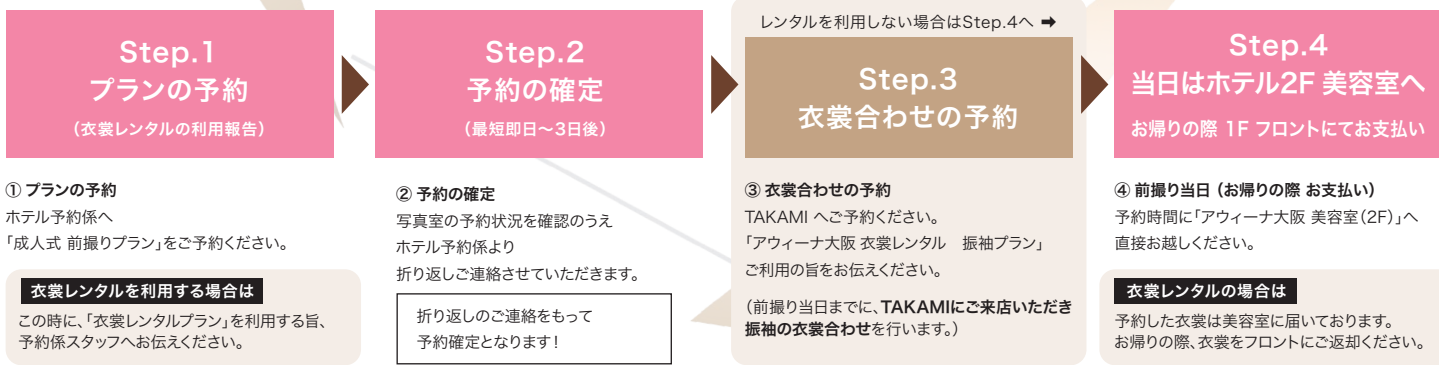 Step.1
プランの予約
(衣裳レンタルの利用報告)
① プランの予約
ホテル予約係へ
「成人式 前撮りプラン」をご予約ください。
衣裳レンタルを利用する場合は
この時に、「衣裳レンタルプラン」を利用する旨、
予約係スタッフへお伝えください。
Step.2
予約の確定
(最短即日〜3日後)
② 予約の確定
写真室の予約状況を確認のうえ
ホテル予約係より
折り返しご連絡させていただきます。
折り返しのご連絡をもって
予約確定となります!
レンタルを利用しない場合はStep.4へ ➡
Step.3
衣裳合わせの予約
③ 衣裳合わせの予約
TAKAMI へご予約ください。
「アウィーナ大阪 衣裳レンタル 振袖プラン」
ご利用の旨をお伝えください。
(前撮り当日までに、TAKAMIにご来店いただき
振袖の衣裳合わせを行います。)
Step.4
当日はホテル2F 美容室へ
お帰りの際 1F フロントにてお支払い
④ 前撮り当日 (お帰りの際 お支払い)
予約時間に「アウィーナ大阪 美容室(2F)」へ
直接お越しください。
衣裳レンタルの場合は
予約した衣裳は美容室に届いております。
お帰りの際、衣裳をフロントにご返却ください。